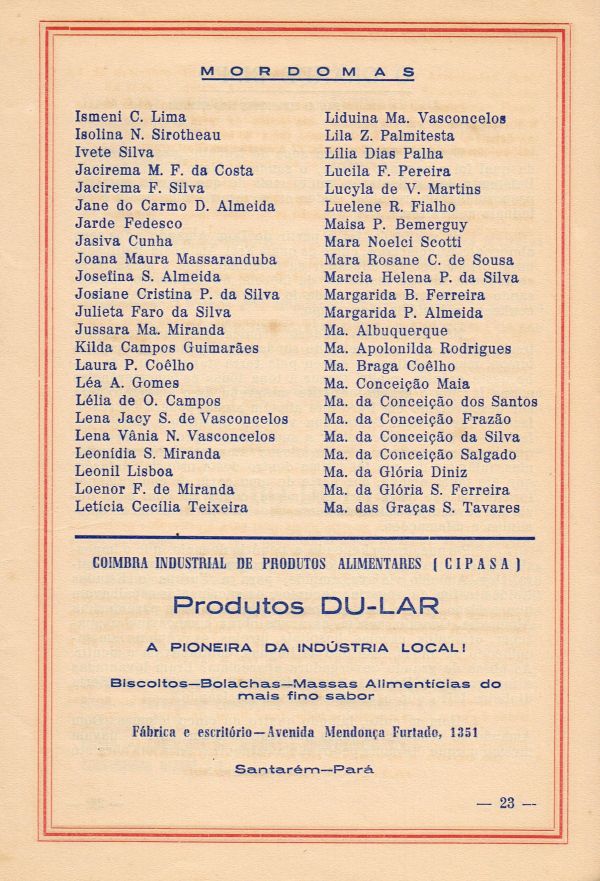 MORDOMAS
Ismeni C. Lima
Isolina N. Sirotheau
Ivete Silva
Jacirema M. F. da Costa
Jacirema F. Silva
Jane do Carmo D. Almeida
Jarde Fedesco
Jasiva Cunha
Joana Maura Massaranduba
Josefina S. Almeida
Josiane Cristina P. da Silva
Julieta Faro da Silva
Jussara Ma. Miranda
Kilda Campos Guimarães
Laura P. Coêlho
Léa A. Gomes
Lélia de O. Campos
Lena Jacy S. de Vasconcelos
Lena Vânia N. Vasconcelos
Leonídia S. Miranda
Leonil Lisboa
Loenor F. de Miranda
Letícia Cecília Teixeira
Liduina Ma. Vasconcelos
Lila Z. Palmitesta
Lília Dias Palha
Lucila F. Pereira
Lucyla de V. Martins
Luelene R. Fialho
Maisa P. Bemerguy
Mara Noelci Scotti
Mara Rosane C. de Sousa
Marcia Helena P. da Silva
Margarida B. Ferreira
Margarida P. Almeida
Ma. Albuquerque
Ma. Apolonilda Rodrigues
Ma. Braga Coêlho
Ma. Conceição Maia
Ma. da Conceição dos Santos
Ma. da Conceição Frazão
Ma. da Conceição da Silva
Ma. da Conceição Salgado
Ma. da Glória Diniz
Ma. da Glória S. Ferreira
Ma. das Graças S. Tavares
COIMBRA INDUSTRIAL DE PRODUTOS ALIMENTARES ( CIPASA )
Produtos DU-LAR
A PIONEIRA DA INDÚSTRIA LOCAL!
Biscoitos—Bolachas—Massas Alimentícias do
mais fino sabor
Fábrica e escritório—Avenida Mendonça Furtado, 1351
Santarém—Pará
— 23 —